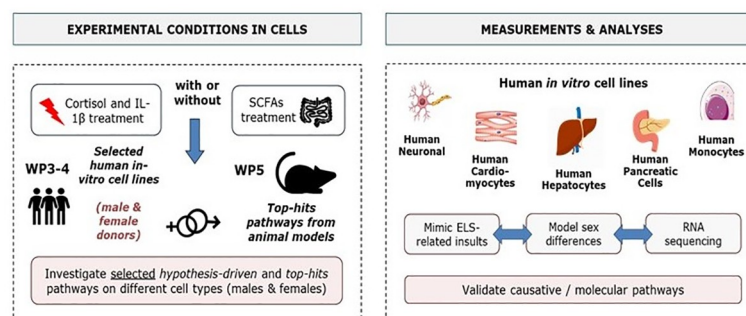 EXPERIMENTAL CONDITIONS IN CELLS
Cortisol and IL-
1β treatment
with or
without
SCFAs
treatment
WP3-4
Selected
human in-
vitro cell lines
(male &
female
donors)
WP5
Top-hits
pathways from
animal models
Investigate selected hypothesis-driven and top-hits
pathways on different cell types (males & females)
MEASUREMENTS & ANALYSES
Human in vitro cell lines
Human
Neuronal
Human
Cardio-
myocytes
Human
Hepatocytes
Human
Pancreatic
Cells
Human
Monocytes
Mimic ELS-
related insults
Model sex
differences
RNA
sequencing
Validate causative / molecular pathways